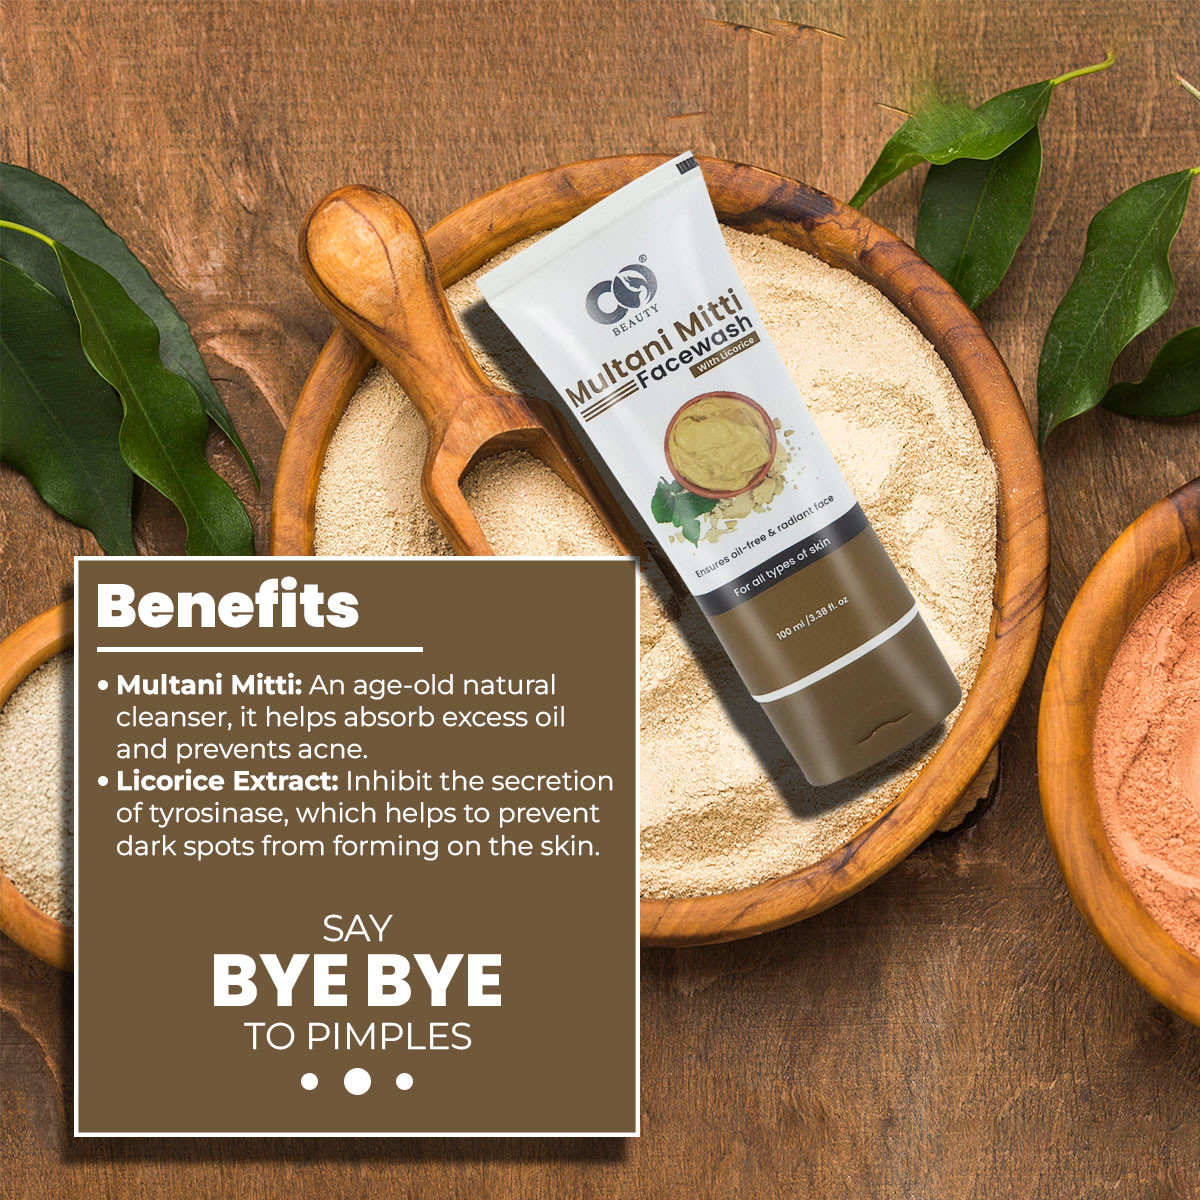 CO®
BEAUTY
Multani Mitti
Facewash
With Licorice
Ensures oil-free & radiant face
For all types of skin
100 ml /3.38 fl. oz
Benefits
• Multani Mitti: An age-old natural
cleanser, it helps absorb excess oil
and prevents acne.
• Licorice Extract: Inhibit the secretion
of tyrosinase, which helps to prevent
dark spots from forming on the skin.
SAY
BYE BYE
TO PIMPLES